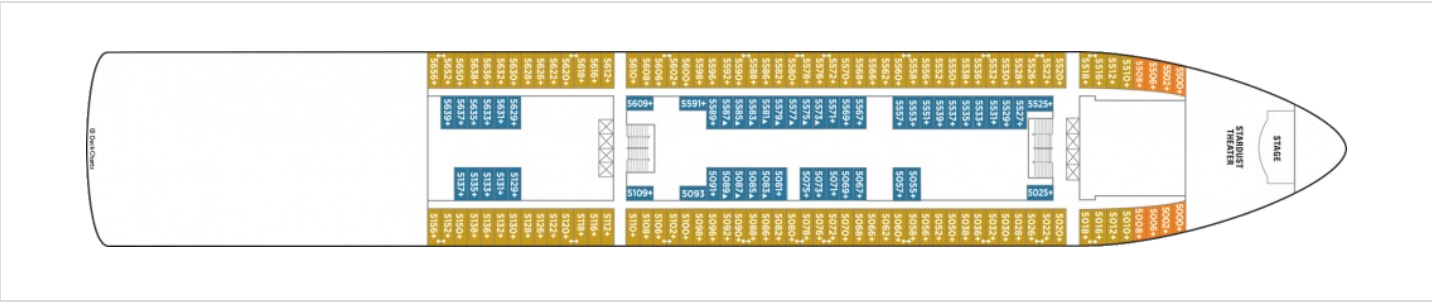 5656+ 5652+ 5650+ 5638+ 5636+ 5632+ 5630+ 5628+ 5626+ 5622+ 5620+ 5618+ 5616+ 5612+
5610+ 5608+ 5606+ 5602+ 5600+ 5598+ 5596+ 5592+ 5590+ 5588+ 5586+ 5582+ 5580+ 5578+ 5576+ 5572+ 5570+ 5568+ 5566+ 5562+ 5560+ 5558+ 5556+ 5552+ 5550+ 5538+ 5536+ 5532+ 5530+ 5528+ 5526+ 5522+ 5520+
5518+ 5516+ 5512+ 5510+ 5508+ 5506+ 5502+ 5500+
5639+ 5637+ 5635+ 5633+ 5631+ 5629+
5609+
5591+
5589+ 5587▲ 5585▲ 5583▲ 5581▲ 5579▲ 5577▲ 5575▲ 5573▲ 5571+ 5569+ 5567+
5557+ 5553+ 5551+ 5539+ 5537+ 5535+ 5533+ 5531+ 5529+ 5527+
5525+
@ DeckCharts
STARDUST
THEATER
STAGE
5137+ 5135+ 5133+ 5131+ 5129+
5109+
5093
5091+ 5089▲ 5087▲ 5085▲ 5083▲ 5081+
5075+ 5073+ 5071+ 5069+ 5067+
5057+ 5055+
5025+
5156+ 5152+ 5150+ 5138+ 5136+ 5132+ 5130+ 5128+ 5126+ 5122+ 5120+ 5118+ 5116+ 5112+
5110+ 5108+ 5106+ 5102+ 5100+ 5098+ 5096+ 5092+ 5090+ 5088+ 5086+ 5082+ 5080+ 5078+ 5076+ 5072+ 5070+ 5068+ 5066+ 5062+ 5060+ 5058+ 5056+ 5052+ 5050+ 5038+ 5036+ 5032+ 5030+ 5028+ 5026+ 5022+ 5020+
5018+ 5016+ 5012+ 5010+ 5008+ 5006+ 5002+ 5000+